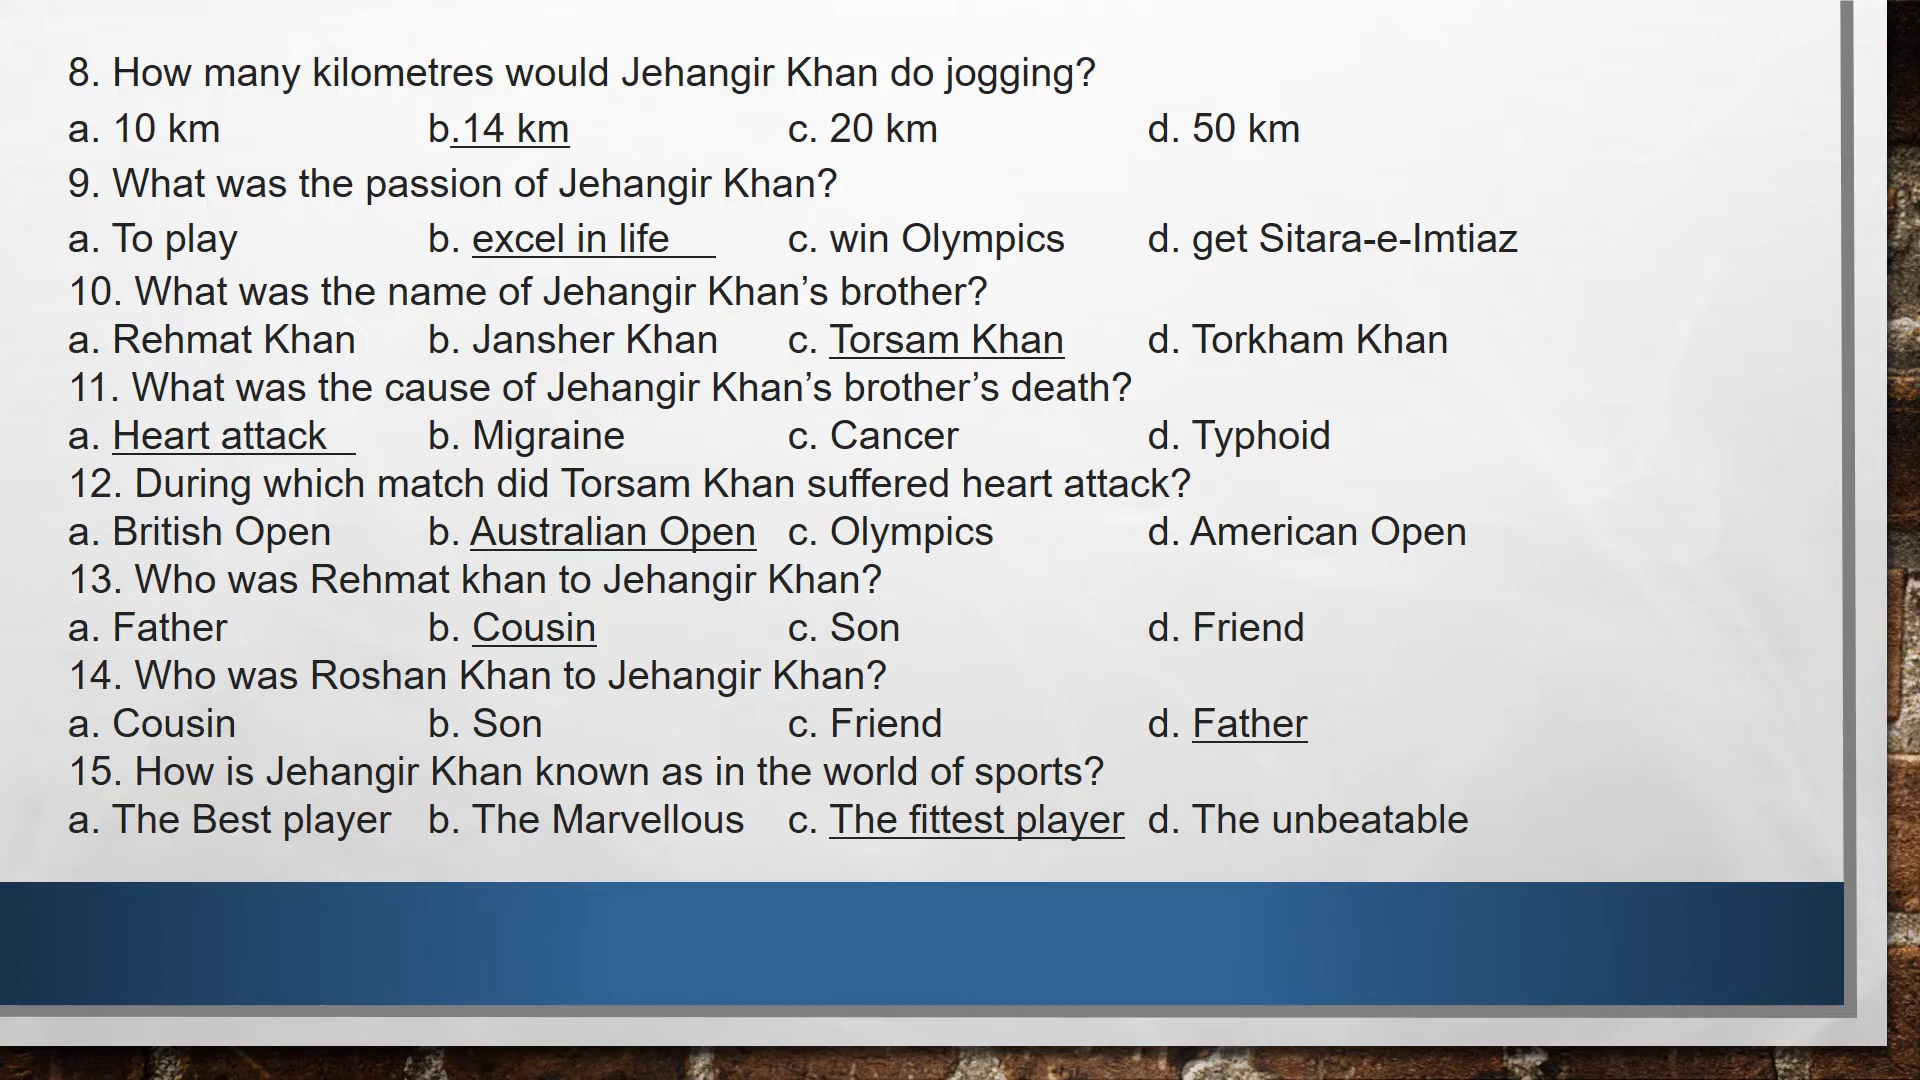 8. How many kilometres would Jehangir Khan do jogging?
a. 10 km b.14 km c. 20 km d. 50 km
9. What was the passion of Jehangir Khan?
a. To play b. excel in life c. win Olympics d. get Sitara-e-Imtiaz
10. What was the name of Jehangir Khan’s brother?
a. Rehmat Khan b. Jansher Khan c. Torsam Khan d. Torkham Khan
11. What was the cause of Jehangir Khan’s brother’s death?
a. Heart attack b. Migraine c. Cancer d. Typhoid
12. During which match did Torsam Khan suffered heart attack?
a. British Open b. Australian Open c. Olympics d. American Open
13. Who was Rehmat khan to Jehangir Khan?
a. Father b. Cousin c. Son d. Friend
14. Who was Roshan Khan to Jehangir Khan?
a. Cousin b. Son c. Friend d. Father
15. How is Jehangir Khan known as in the world of sports?
a. The Best player b. The Marvellous c. The fittest player d. The unbeatable